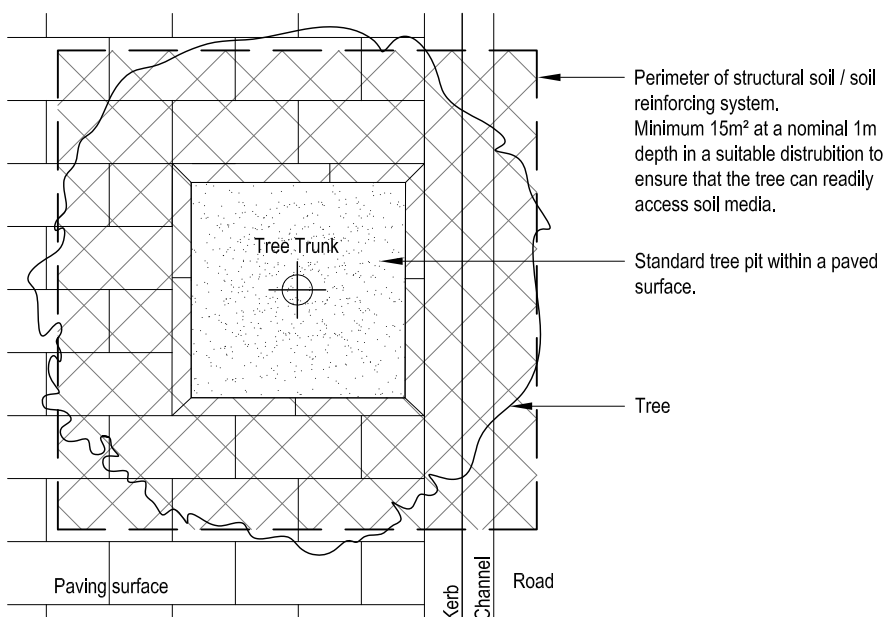 Perimeter of structural soil / soil
reinforcing system.
Minimum 15m² at a nominal 1m
depth in a suitable distrubition to
ensure that the tree can readily
access soil media.
Tree Trunk
Standard tree pit within a paved
surface.
Tree
Paving surface
Kerb
Channel
Road